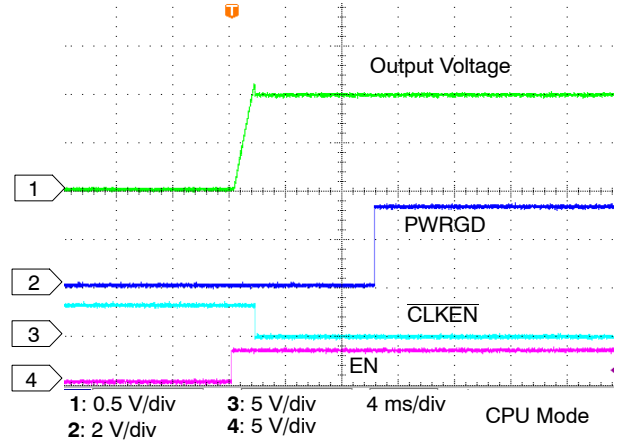 T
Output Voltage
1
PWRGD
2
CLKEN
3
EN
4
1: 0.5 V/div 3: 5 V/div 4 ms/div
2: 2 V/div 4: 5 V/div CPU Mode